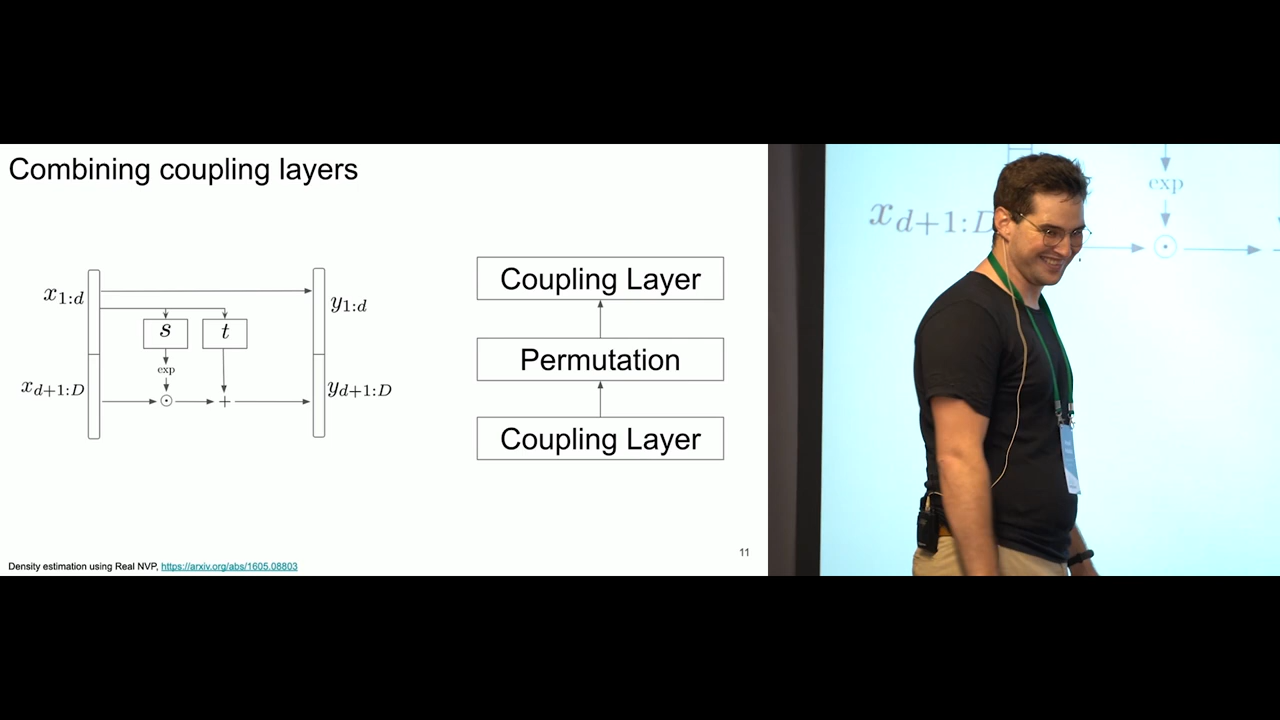 Combining coupling layers
x1:d
s
t
exp
xd+1:D
⊙
+
y1:d
yd+1:D
Coupling Layer
Permutation
Coupling Layer
11
Density estimation using Real NVP, https://arxiv.org/abs/1605.08803
exp
xd+1:D
⊙